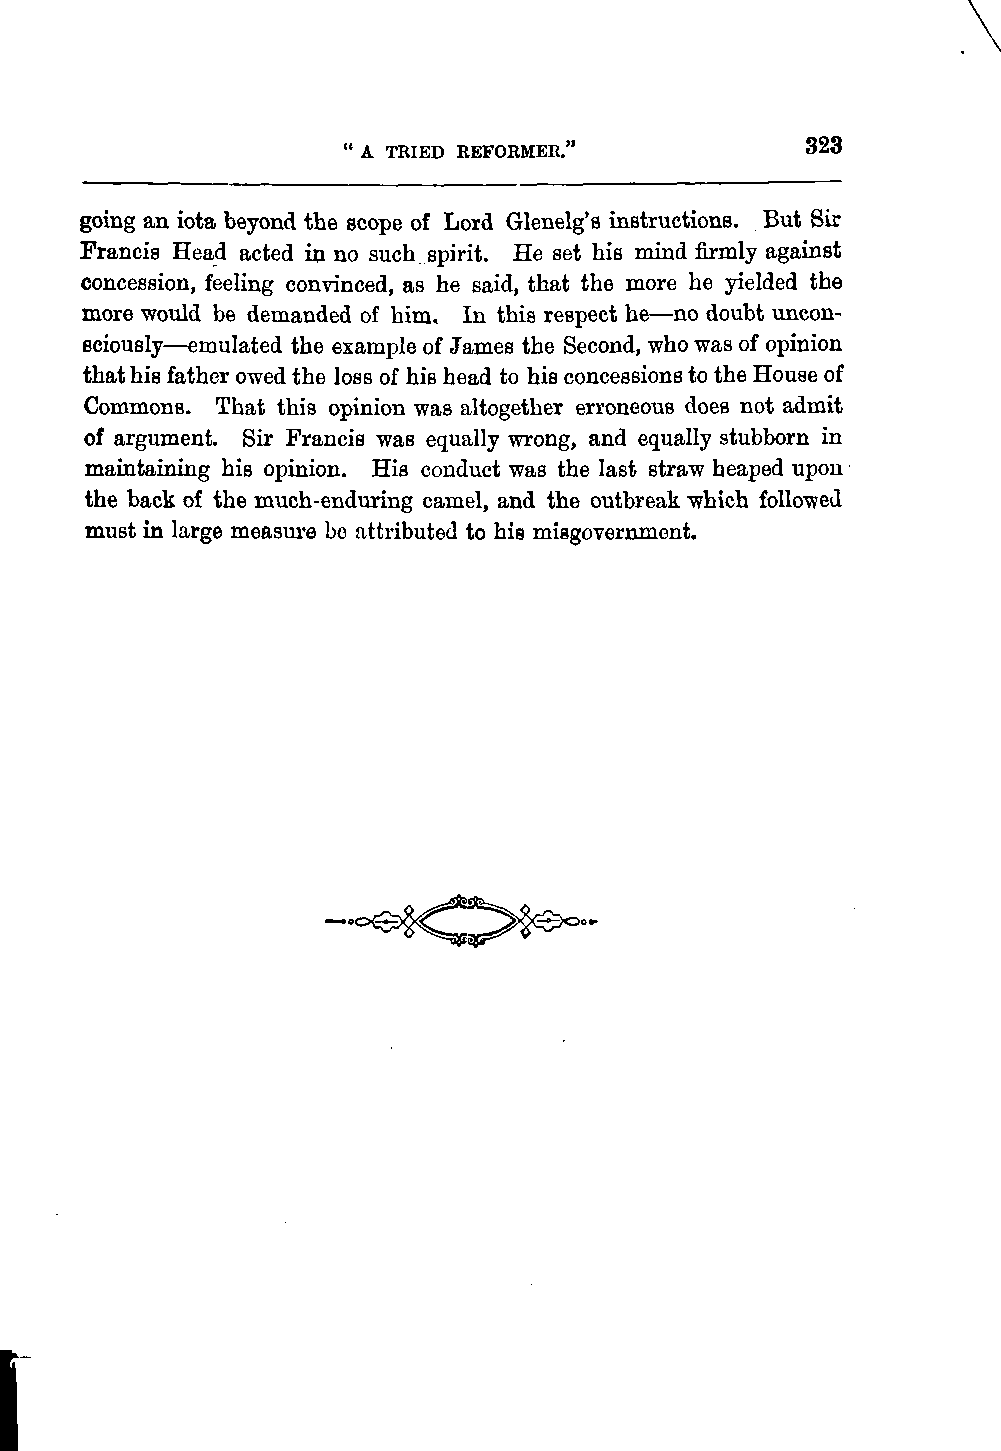 " A TRIED REFORMER." 323
going an iota beyond the scope of Lord Glenelg's instructions. But Sir
Francis Head acted in no such spirit. He set his mind firmly against
concession, feeling convinced, as he said, that the more he yielded the
more would be demanded of him. In this respect he—no doubt uncon-
sciously—emulated the example of James the Second, who was of opinion
that his father owed the loss of his head to his concessions to the House of
Commons. That this opinion was altogether erroneous does not admit
of argument. Sir Francis was equally wrong, and equally stubborn in
maintaining his opinion. His conduct was the last straw heaped upon
the back of the much-enduring camel, and the outbreak which followed
must in large measure be attributed to his misgovernment.